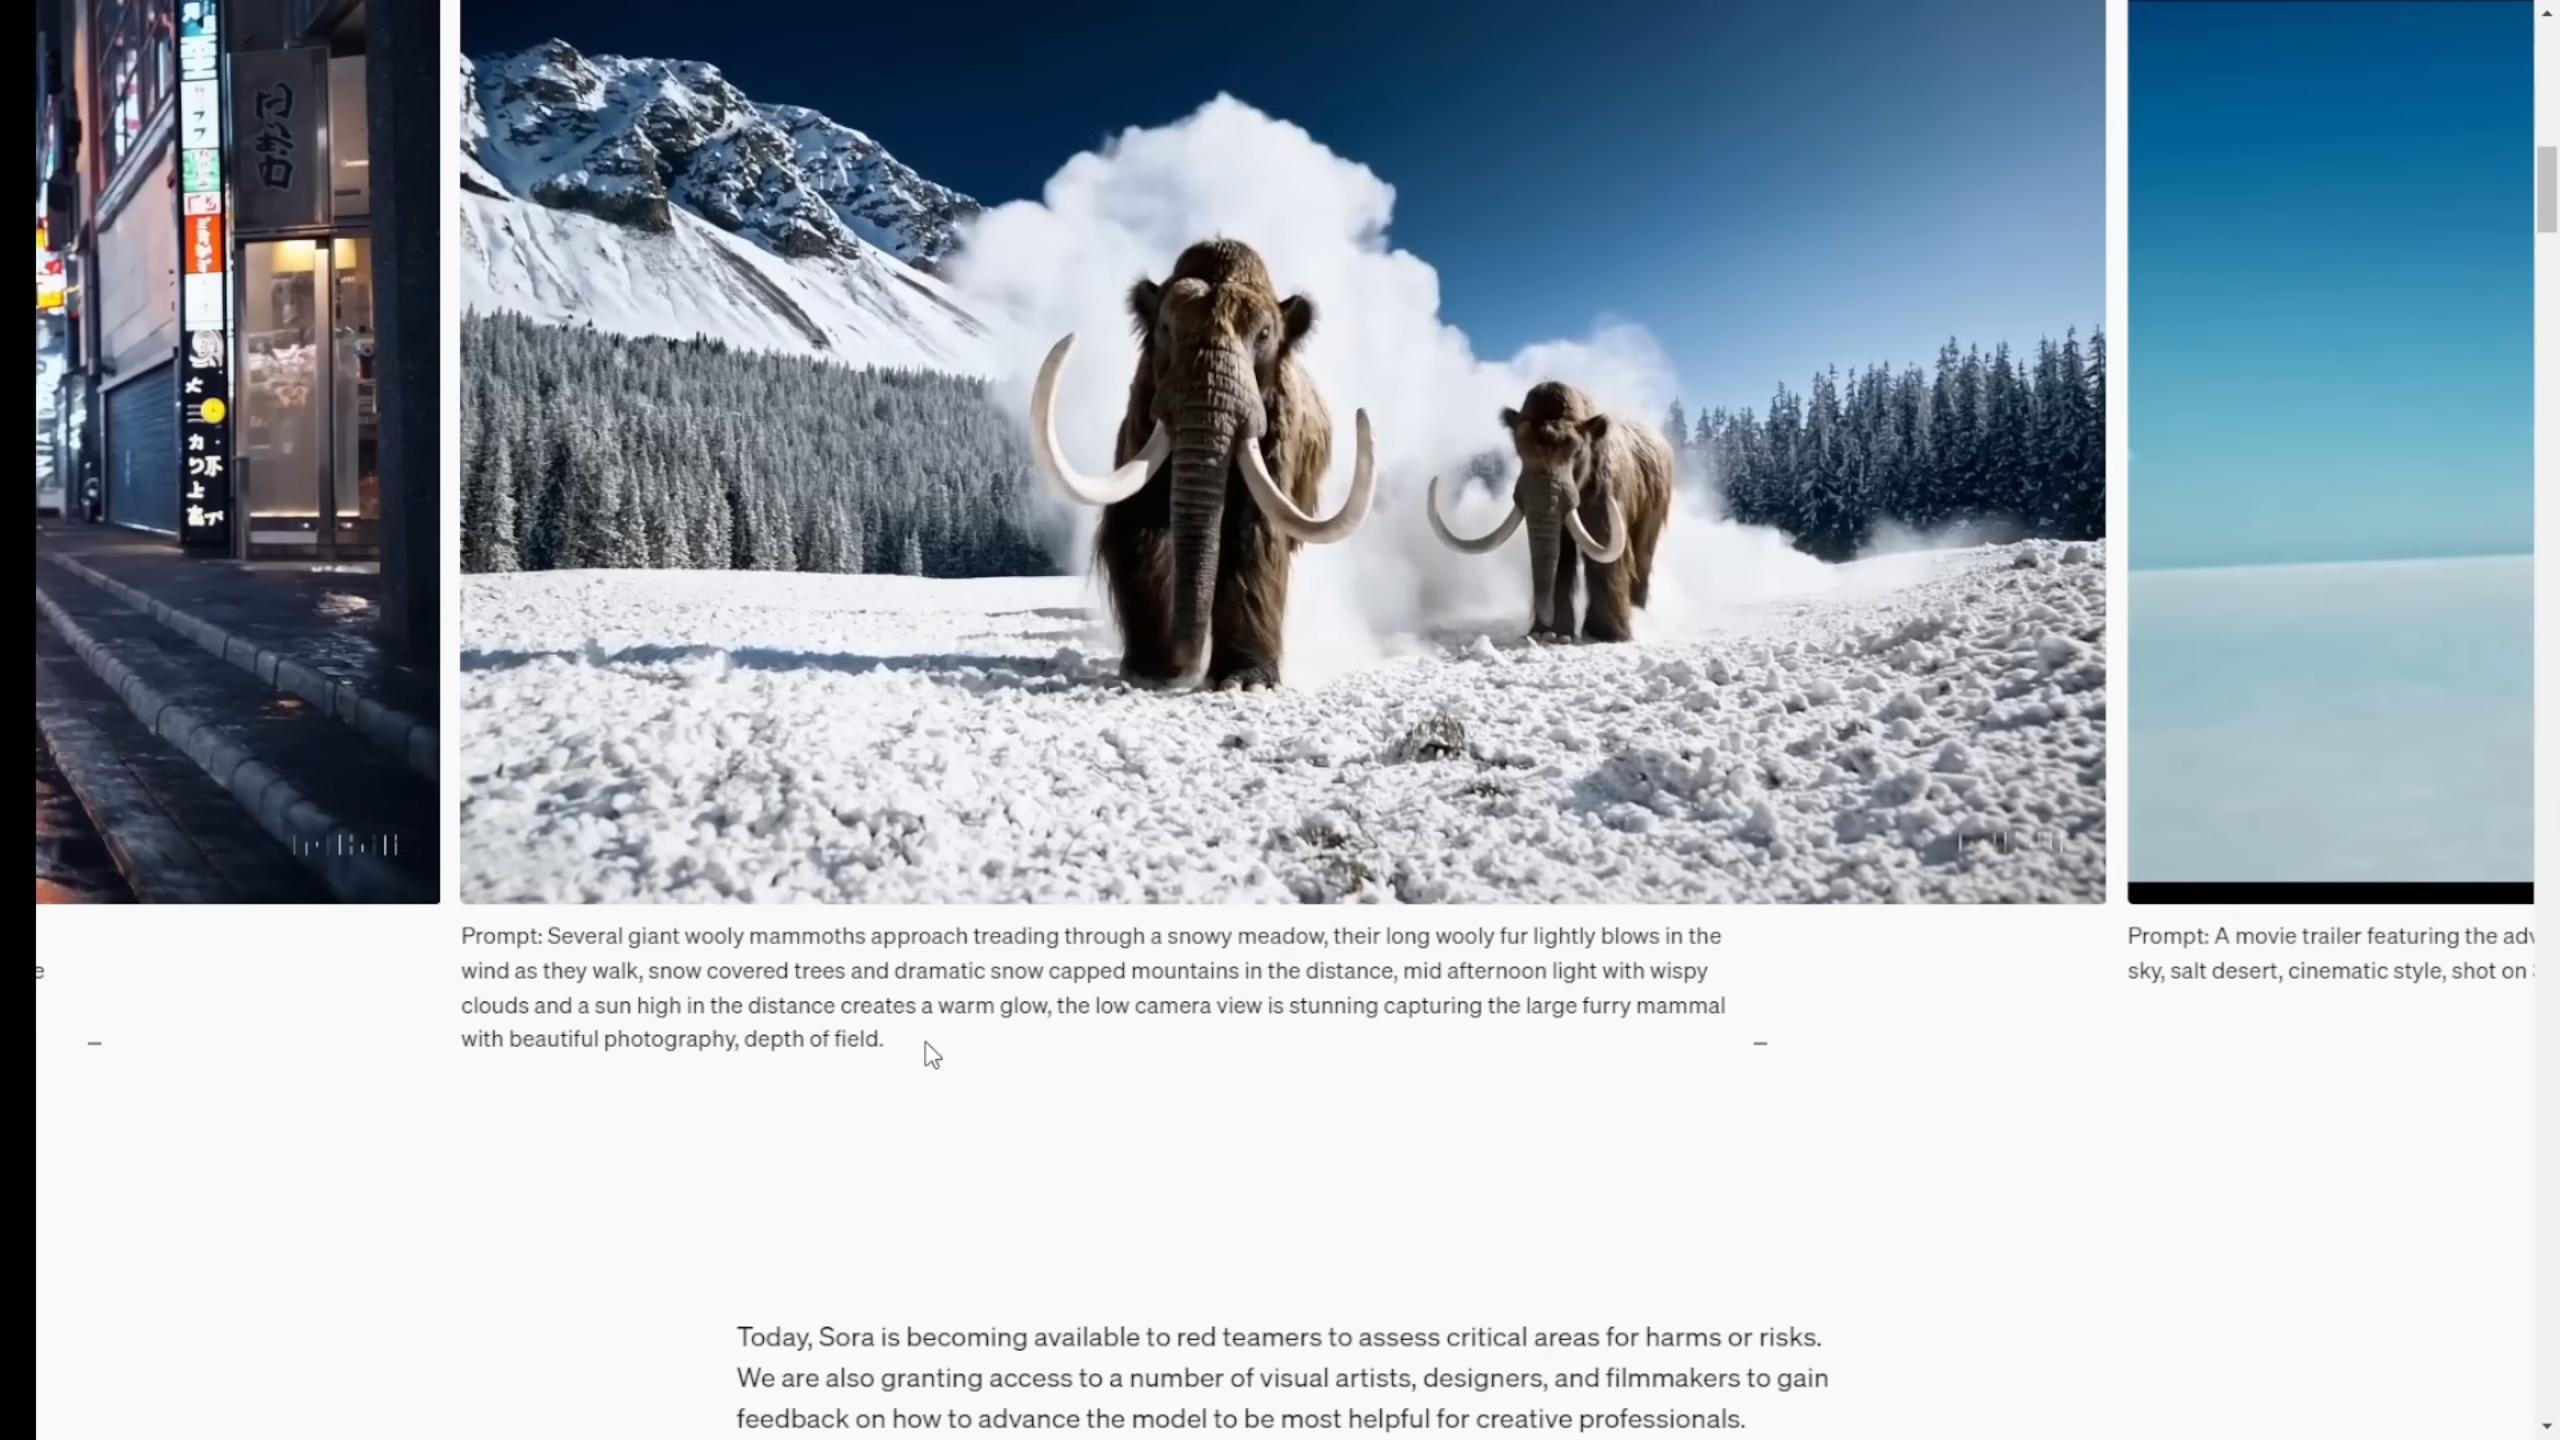 Prompt: Several giant wooly mammoths approach treading through a snowy meadow, their long wooly fur lightly blows in the
wind as they walk, snow covered trees and dramatic snow capped mountains in the distance, mid afternoon light with wispy
clouds and a sun high in the distance creates a warm glow, the low camera view is stunning capturing the large furry mammal
with beautiful photography, depth of field.
Prompt: A movie trailer featuring the
sky, salt desert, cinematic style, shot on
Today, Sora is becoming available to red teamers to assess critical areas for harms or risks.
We are also granting access to a number of visual artists, designers, and filmmakers to gain
feedback on how to advance the model to be most helpful for creative professionals.